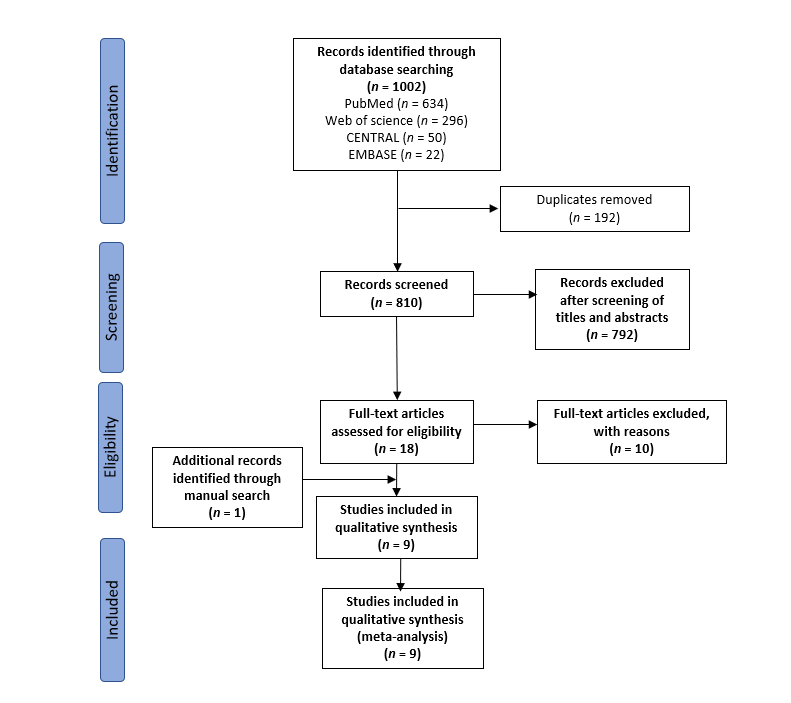 Identification
Records identified through
database searching
(n = 1002)
PubMed (n = 634)
Web of science (n = 296)
CENTRAL (n = 50)
EMBASE (n = 22)
Duplicates removed
(n = 192)
Screening
Records screened
(n = 810)
Records excluded
after screening of
titles and abstracts
(n = 792)
Eligibility
Full-text articles
assessed for eligibility
(n = 18)
Full-text articles excluded,
with reasons
(n = 10)
Additional records
identified through
manual search
(n = 1)
Studies included in
qualitative synthesis
(n = 9)
Included
Studies included in
qualitative synthesis
(meta-analysis)
(n = 9)